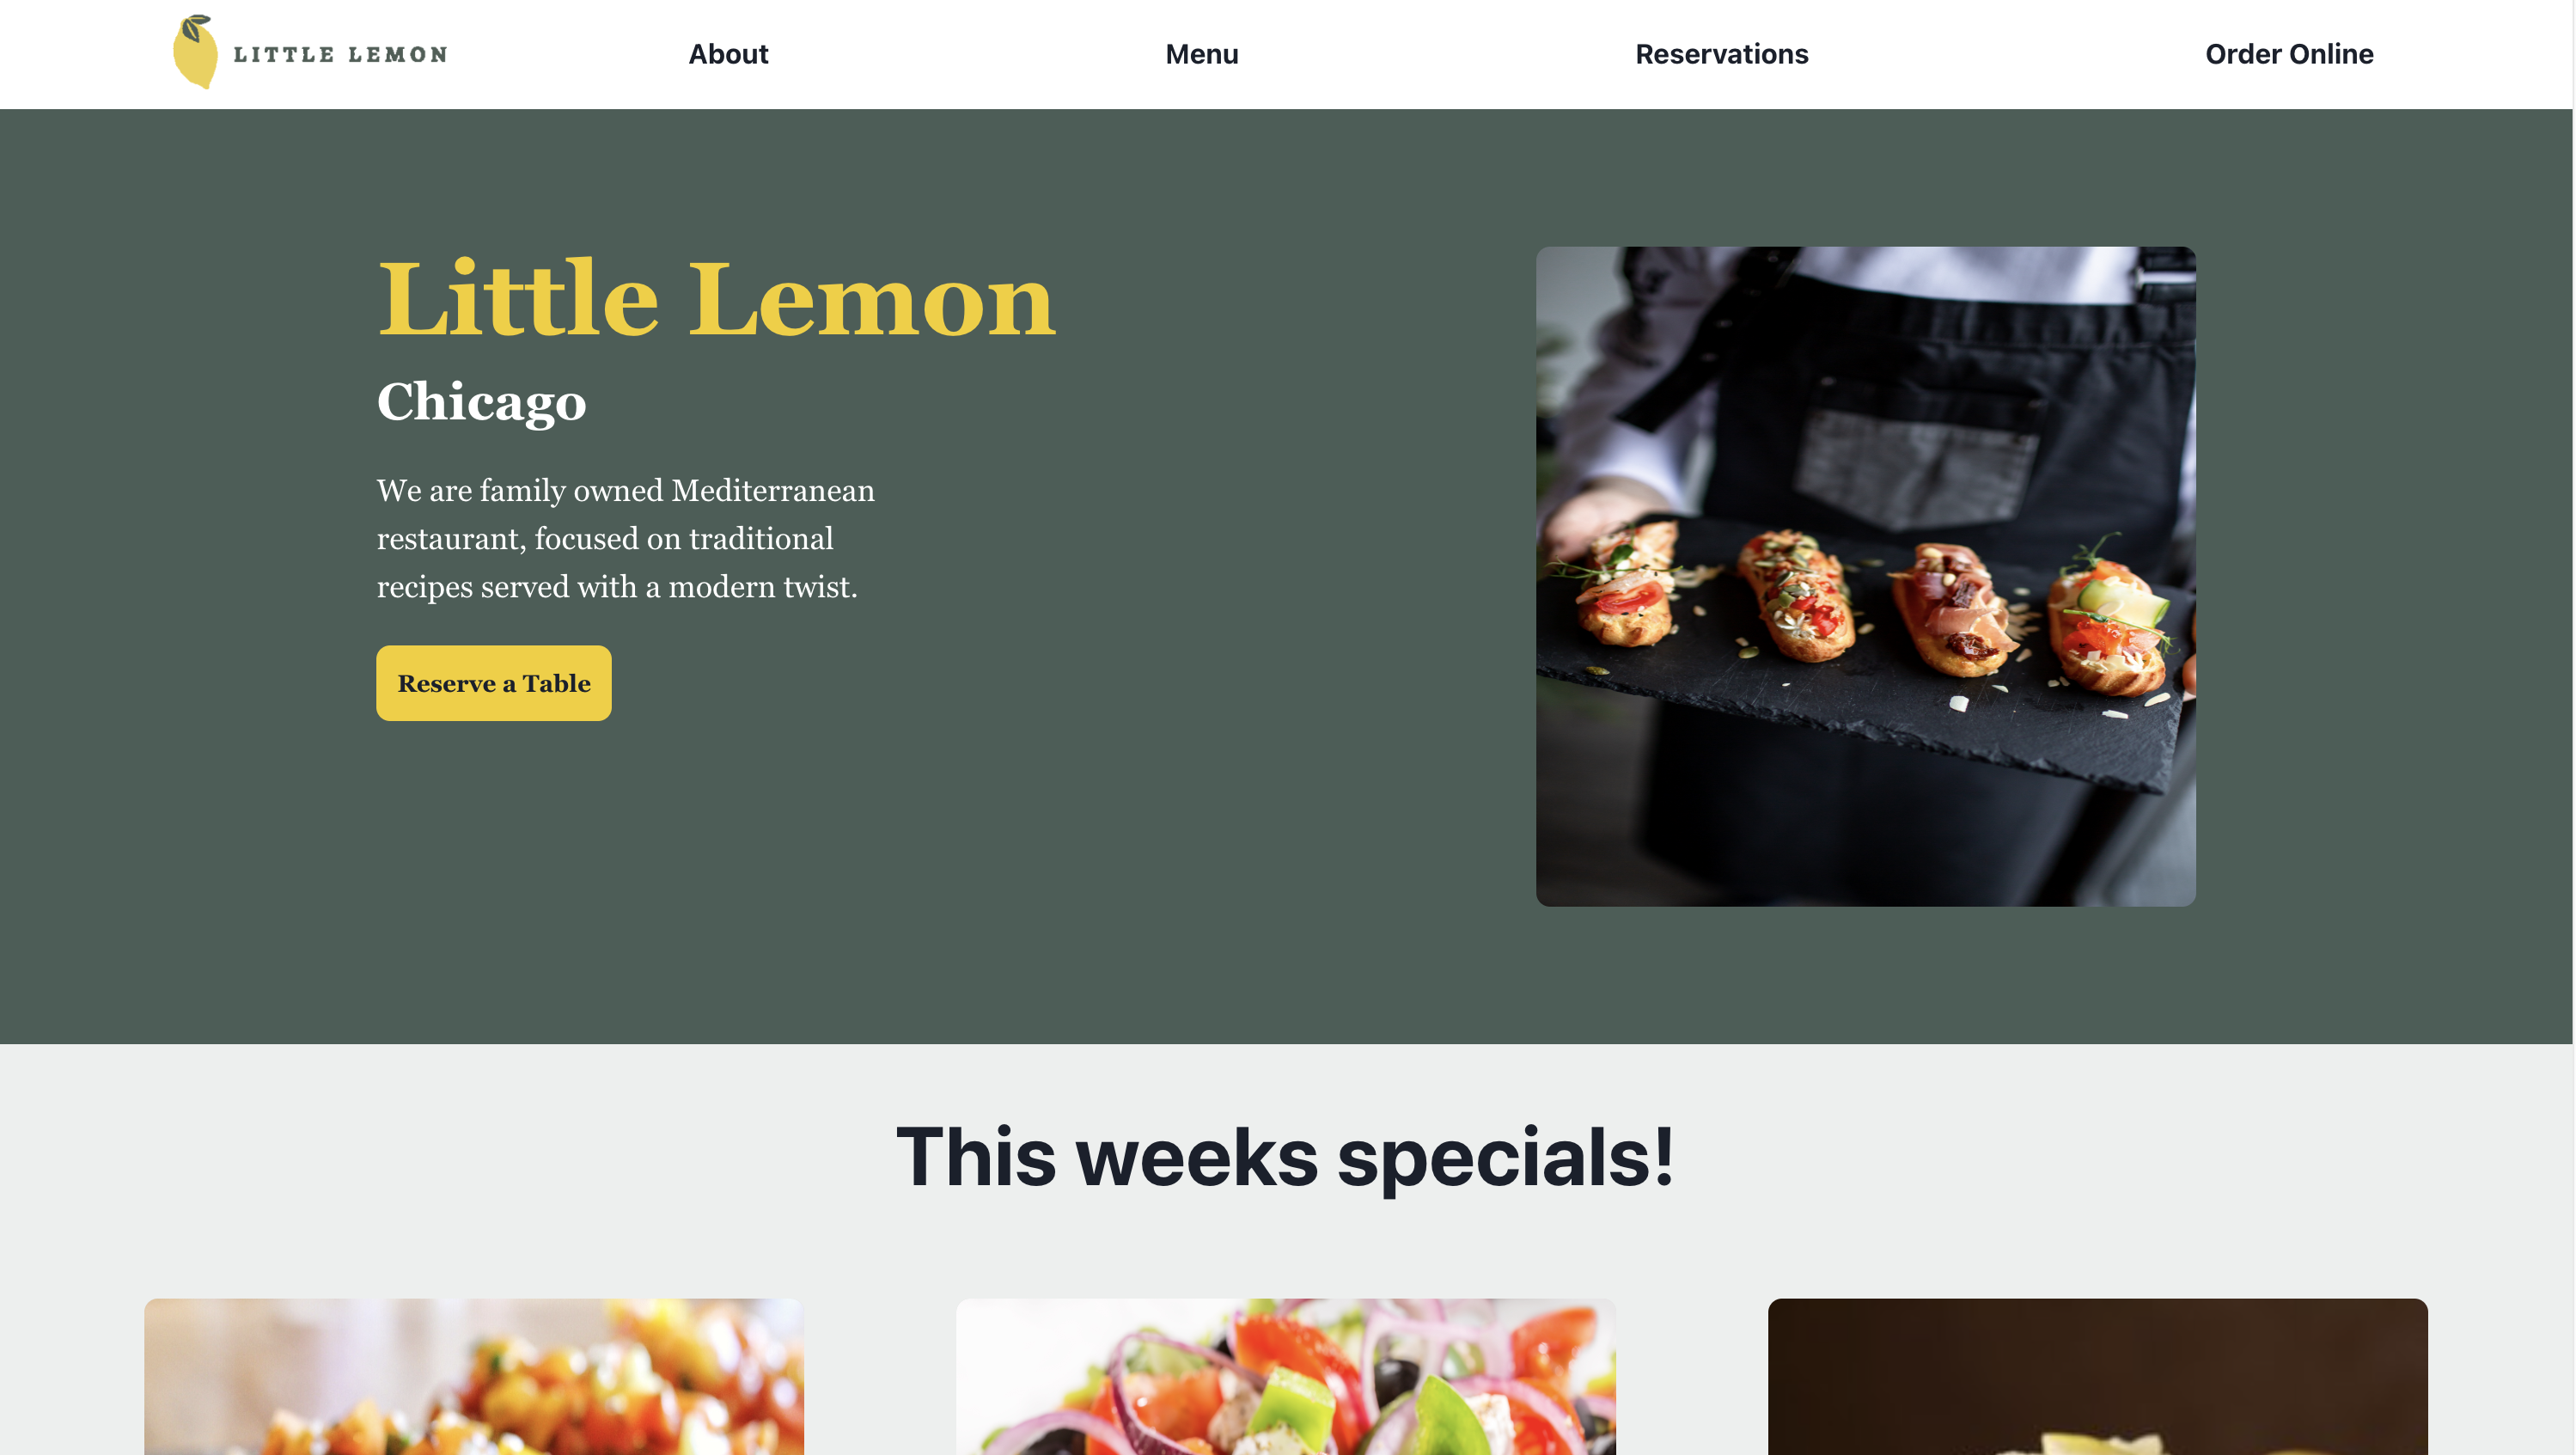 LITTLE LEMON
About
Menu
Reservations
Order Online
Little Lemon
Chicago
We are family owned Mediterranean
restaurant, focused on traditional
recipes served with a modern twist.
Reserve a Table
This weeks specials!